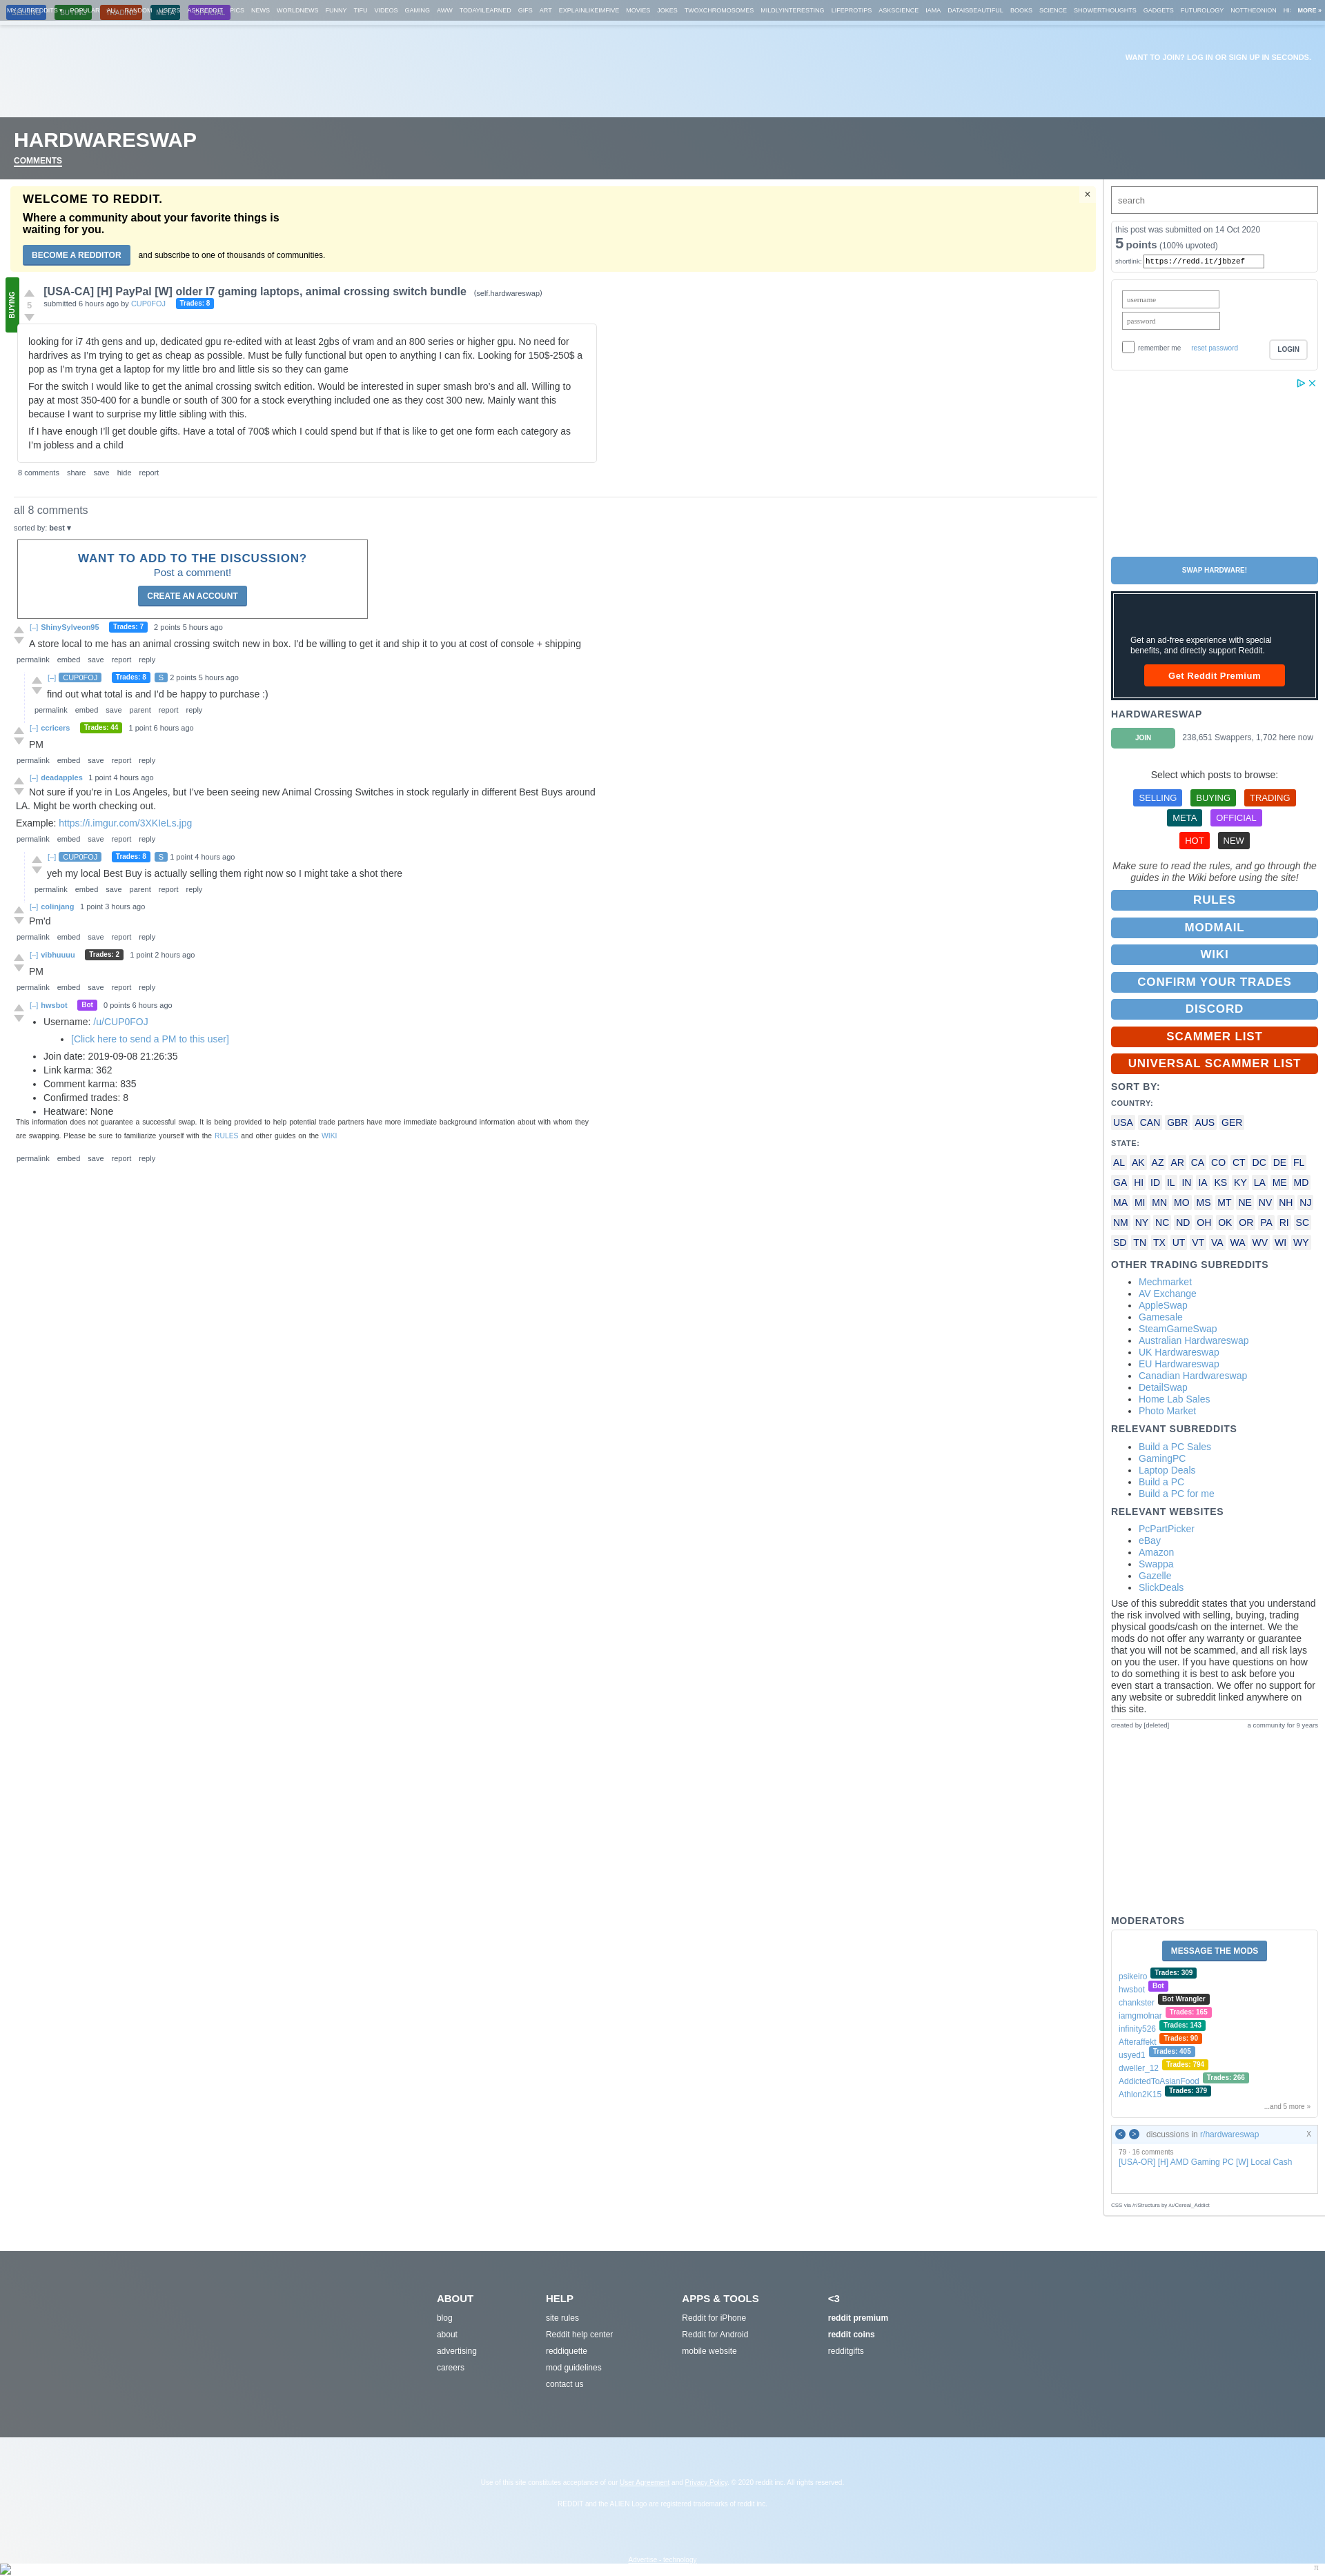 MY SUBREDDITS ▾ POPULAR ALL RANDOM USERS ASKREDDIT PICS NEWS WORLDNEWS FUNNY TIFU VIDEOS GAMING AWW TODAYILEARNED GIFS ART EXPLAINLIKEIMFIVE MOVIES JOKES TWOXCHROMOSOMES MILDLYINTERESTING LIFEPROTIPS ASKSCIENCE IAMA DATAISBEAUTIFUL BOOKS SCIENCE SHOWERTHOUGHTS GADGETS FUTUROLOGY NOTTHEONION HI MORE »
SELLING BUYING TRADING META OFFICIAL
WANT TO JOIN? LOG IN OR SIGN UP IN SECONDS.
HARDWARESWAP
COMMENTS
WELCOME TO REDDIT.
×
Where a community about your favorite things is
waiting for you.
BECOME A REDDITOR and subscribe to one of thousands of communities.
BUYING
5
[USA-CA] [H] PayPal [W] older I7 gaming laptops, animal crossing switch bundle (self.hardwareswap)
submitted 6 hours ago by CUP0FOJ Trades: 8
looking for i7 4th gens and up, dedicated gpu re-edited with at least 2gbs of vram and an 800 series or higher gpu. No need for
hardrives as I’m trying to get as cheap as possible. Must be fully functional but open to anything I can fix. Looking for 150$-250$ a
pop as I’m tryna get a laptop for my little bro and little sis so they can game
For the switch I would like to get the animal crossing switch edition. Would be interested in super smash bro’s and all. Willing to
pay at most 350-400 for a bundle or south of 300 for a stock everything included one as they cost 300 new. Mainly want this
because I want to surprise my little sibling with this.
If I have enough I’ll get double gifts. Have a total of 700$ which I could spend but If that is like to get one form each category as
I’m jobless and a child
8 comments share save hide report
all 8 comments
sorted by: best ▾
WANT TO ADD TO THE DISCUSSION?
Post a comment!
CREATE AN ACCOUNT
[–] ShinySylveon95 Trades: 7 2 points 5 hours ago
A store local to me has an animal crossing switch new in box. I'd be willing to get it and ship it to you at cost of console + shipping
permalink embed save report reply
[–] CUP0FOJ Trades: 8 S 2 points 5 hours ago
find out what total is and I’d be happy to purchase :)
permalink embed save parent report reply
[–] ccricers Trades: 44 1 point 6 hours ago
PM
permalink embed save report reply
[–] deadapples 1 point 4 hours ago
Not sure if you're in Los Angeles, but I've been seeing new Animal Crossing Switches in stock regularly in different Best Buys around
LA. Might be worth checking out.
Example: https://i.imgur.com/3XKIeLs.jpg
permalink embed save report reply
[–] CUP0FOJ Trades: 8 S 1 point 4 hours ago
yeh my local Best Buy is actually selling them right now so I might take a shot there
permalink embed save parent report reply
[–] colinjang 1 point 3 hours ago
Pm'd
permalink embed save report reply
[–] vibhuuuu Trades: 2 1 point 2 hours ago
PM
permalink embed save report reply
[–] hwsbot Bot 0 points 6 hours ago
• Username: /u/CUP0FOJ
• [Click here to send a PM to this user]
• Join date: 2019-09-08 21:26:35
• Link karma: 362
• Comment karma: 835
• Confirmed trades: 8
• Heatware: None
This information does not guarantee a successful swap. It is being provided to help potential trade partners have more immediate background information about with whom they
are swapping. Please be sure to familiarize yourself with the RULES and other guides on the WIKI
permalink embed save report reply
search
this post was submitted on 14 Oct 2020
5 points (100% upvoted)
shortlink: https://redd.it/jbbzef
username
password
remember me reset password LOGIN
SWAP HARDWARE!
Get an ad-free experience with special
benefits, and directly support Reddit.
Get Reddit Premium
HARDWARESWAP
JOIN 238,651 Swappers, 1,702 here now
Select which posts to browse:
SELLING BUYING TRADING
META OFFICIAL
HOT NEW
Make sure to read the rules, and go through the
guides in the Wiki before using the site!
RULES
MODMAIL
WIKI
CONFIRM YOUR TRADES
DISCORD
SCAMMER LIST
UNIVERSAL SCAMMER LIST
SORT BY:
COUNTRY:
USA CAN GBR AUS GER
STATE:
AL AK AZ AR CA CO CT DC DE FL
GA HI ID IL IN IA KS KY LA ME MD
MA MI MN MO MS MT NE NV NH NJ
NM NY NC ND OH OK OR PA RI SC
SD TN TX UT VT VA WA WV WI WY
OTHER TRADING SUBREDDITS
• Mechmarket
• AV Exchange
• AppleSwap
• Gamesale
• SteamGameSwap
• Australian Hardwareswap
• UK Hardwareswap
• EU Hardwareswap
• Canadian Hardwareswap
• DetailSwap
• Home Lab Sales
• Photo Market
RELEVANT SUBREDDITS
• Build a PC Sales
• GamingPC
• Laptop Deals
• Build a PC
• Build a PC for me
RELEVANT WEBSITES
• PcPartPicker
• eBay
• Amazon
• Swappa
• Gazelle
• SlickDeals
Use of this subreddit states that you understand
the risk involved with selling, buying, trading
physical goods/cash on the internet. We the
mods do not offer any warranty or guarantee
that you will not be scammed, and all risk lays
on you the user. If you have questions on how
to do something it is best to ask before you
even start a transaction. We offer no support for
any website or subreddit linked anywhere on
this site.
created by [deleted] a community for 9 years
MODERATORS
MESSAGE THE MODS
psikeiro Trades: 309
hwsbot Bot
chankster Bot Wrangler
iamgmolnar Trades: 165
infinity526 Trades: 143
Afteraffekt Trades: 90
usyed1 Trades: 405
dweller_12 Trades: 794
AddictedToAsianFood Trades: 266
Athlon2K15 Trades: 379
...and 5 more »
< > discussions in r/hardwareswap X
79 · 16 comments
[USA-OR] [H] AMD Gaming PC [W] Local Cash
CSS via /r/Structura by /u/Cereal_Addict
ABOUT
blog
about
advertising
careers
HELP
site rules
Reddit help center
reddiquette
mod guidelines
contact us
APPS & TOOLS
Reddit for iPhone
Reddit for Android
mobile website
<3
reddit premium
reddit coins
redditgifts
Use of this site constitutes acceptance of our User Agreement and Privacy Policy. © 2020 reddit inc. All rights reserved.
REDDIT and the ALIEN Logo are registered trademarks of reddit inc.
Advertise - technology
π